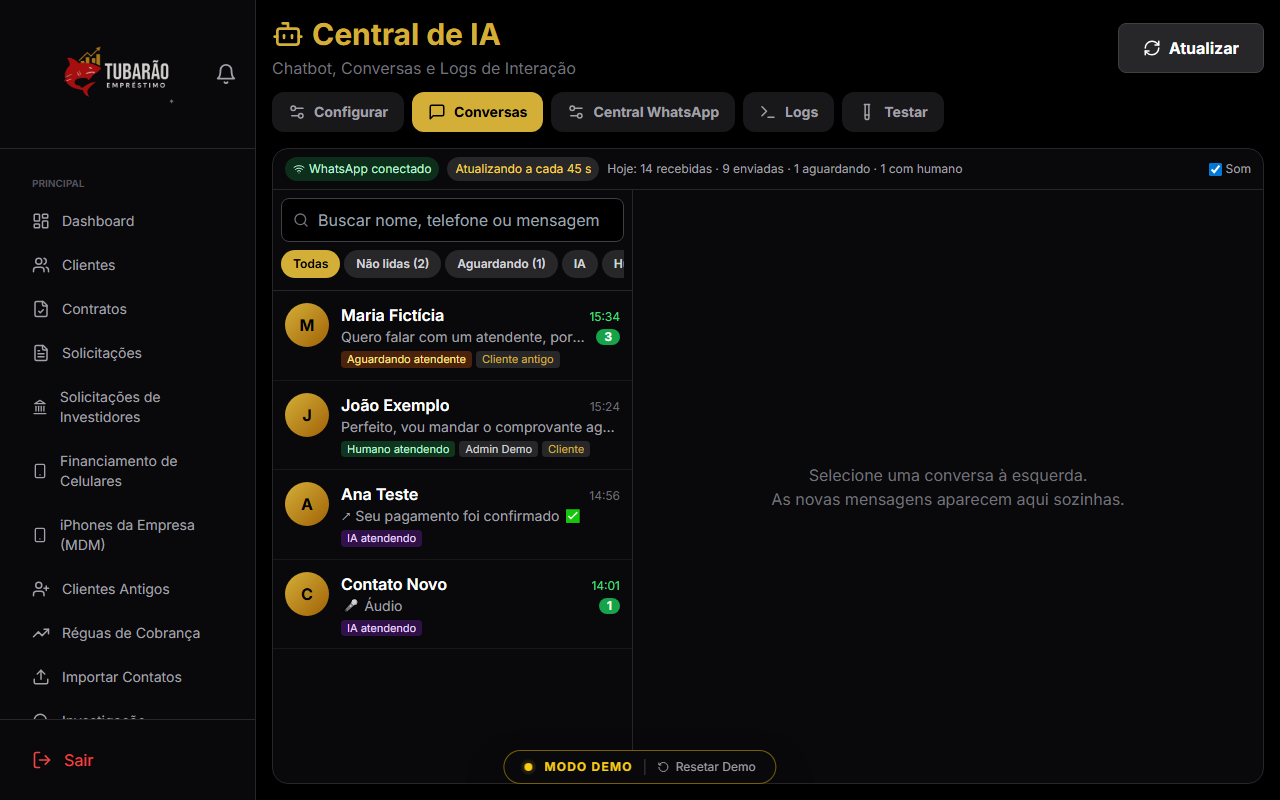 TUBARÃO
EMPRÉSTIMO
PRINCIPAL
Dashboard
Clientes
Contratos
Solicitações
Solicitações de
Investidores
Financiamento de
Celulares
iPhones da Empresa
(MDM)
Clientes Antigos
Réguas de Cobrança
Importar Contatos
Sair
Central de IA
Chatbot, Conversas e Logs de Interação
Atualizar
Configurar
Conversas
Central WhatsApp
Logs
Testar
WhatsApp conectado
Atualizando a cada 45 s
Hoje: 14 recebidas · 9 enviadas · 1 aguardando · 1 com humano
Som
Buscar nome, telefone ou mensagem
Todas
Não lidas (2)
Aguardando (1)
IA
M
Maria Fictícia
15:34
Quero falar com um atendente, por...
3
Aguardando atendente
Cliente antigo
J
João Exemplo
15:24
Perfeito, vou mandar o comprovante ag...
Humano atendendo
Admin Demo
Cliente
A
Ana Teste
14:56
↗ Seu pagamento foi confirmado ✅
IA atendendo
C
Contato Novo
14:01
🎤 Áudio
1
IA atendendo
Selecione uma conversa à esquerda.
As novas mensagens aparecem aqui sozinhas.
MODO DEMO
Resetar Demo